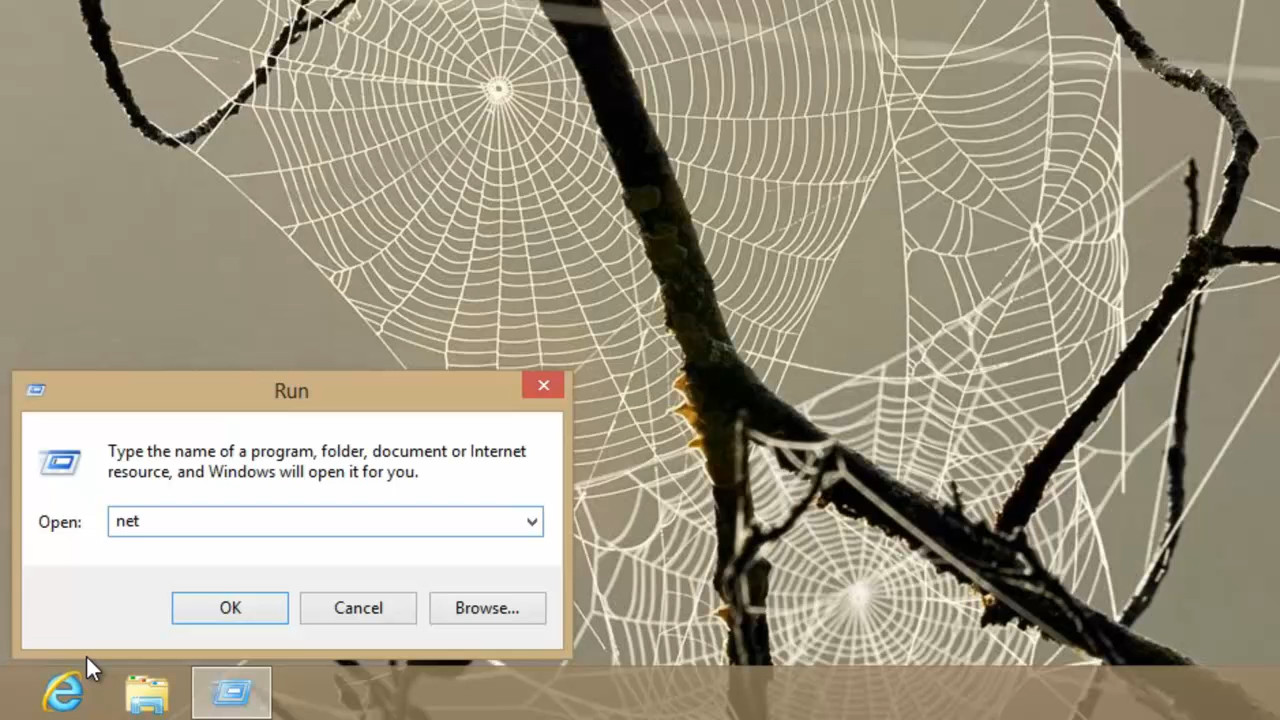 Run
Type the name of a program, folder, document or Internet
resource, and Windows will open it for you.
Open: net
OK Cancel Browse...